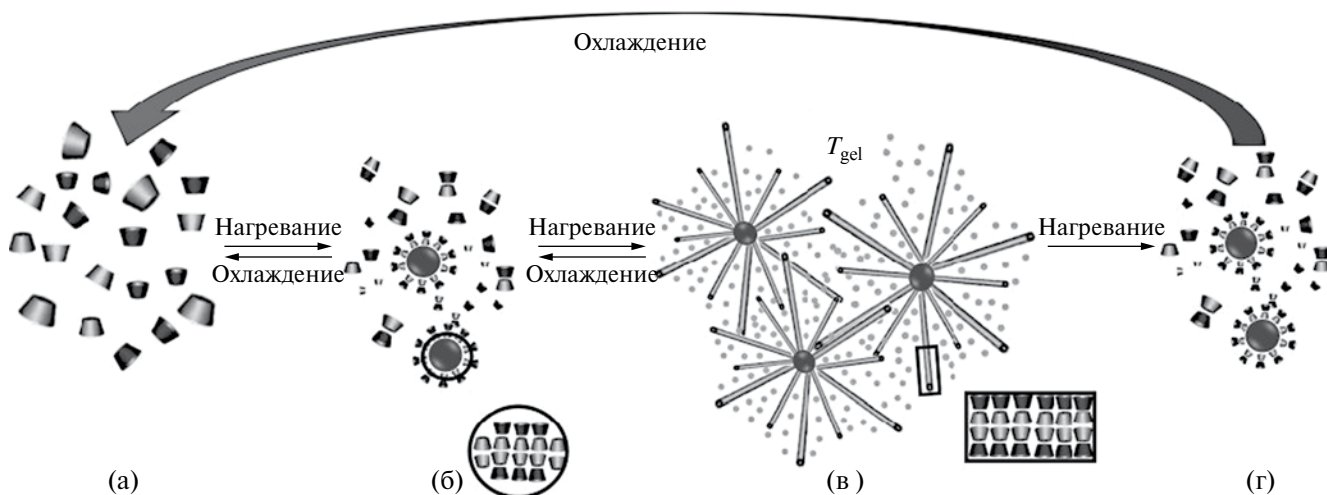 Охлаждение
T_gel
Нагревание
Охлаждение
Нагревание
Охлаждение
Нагревание
(а)
(б)
(в )
(г)